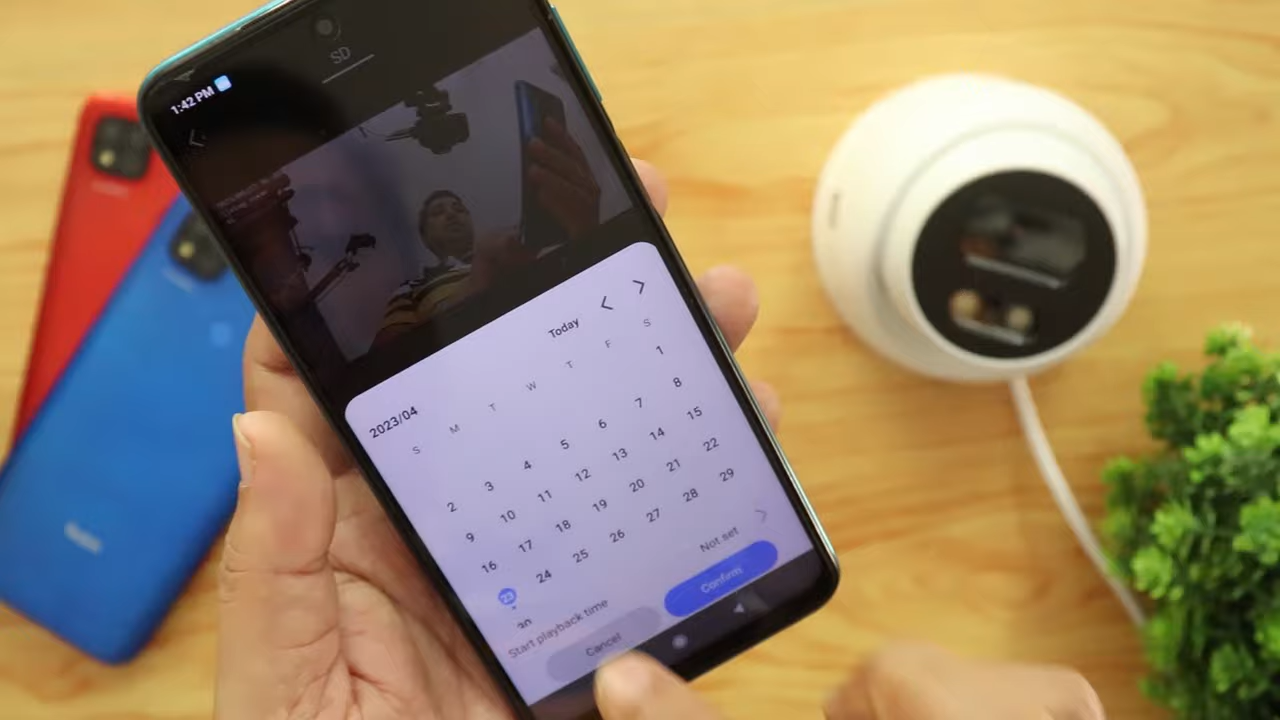 SD
1:42 PM
Today
2023/04
S M T W T F S
1
2 3 4 5 6 7 8
9 10 11 12 13 14 15
16 17 18 19 20 21 22
23 24 25 26 27 28 29
30
Start playback time Not set
Cancel Confirm